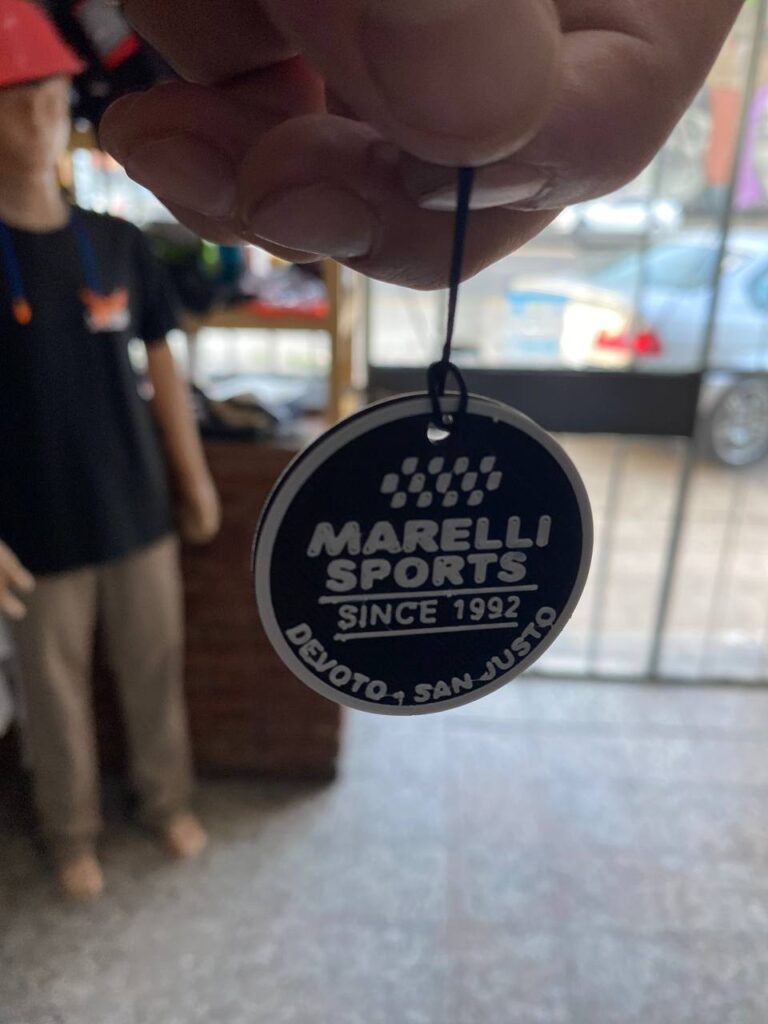 MARELLI
SPORTS
SINCE 1992
DEVOTO - SAN JUSTO